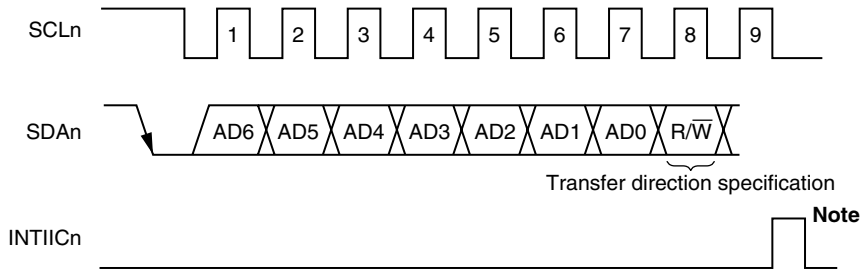 SCLn 1 2 3 4 5 6 7 8 9
SDAn AD6 AD5 AD4 AD3 AD2 AD1 AD0 R/W̅
Transfer direction specification
Note
INTIICn